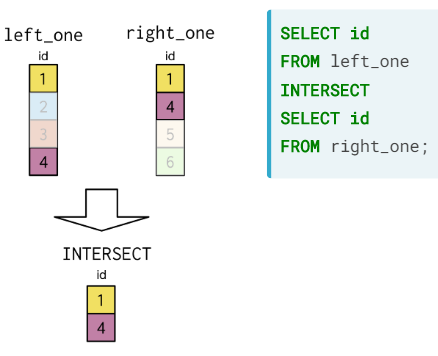 left_one
right_one
id
id
1
2
3
4
1
4
5
6
SELECT id
FROM left_one
INTERSECT
SELECT id
FROM right_one;
INTERSECT
id
1
4